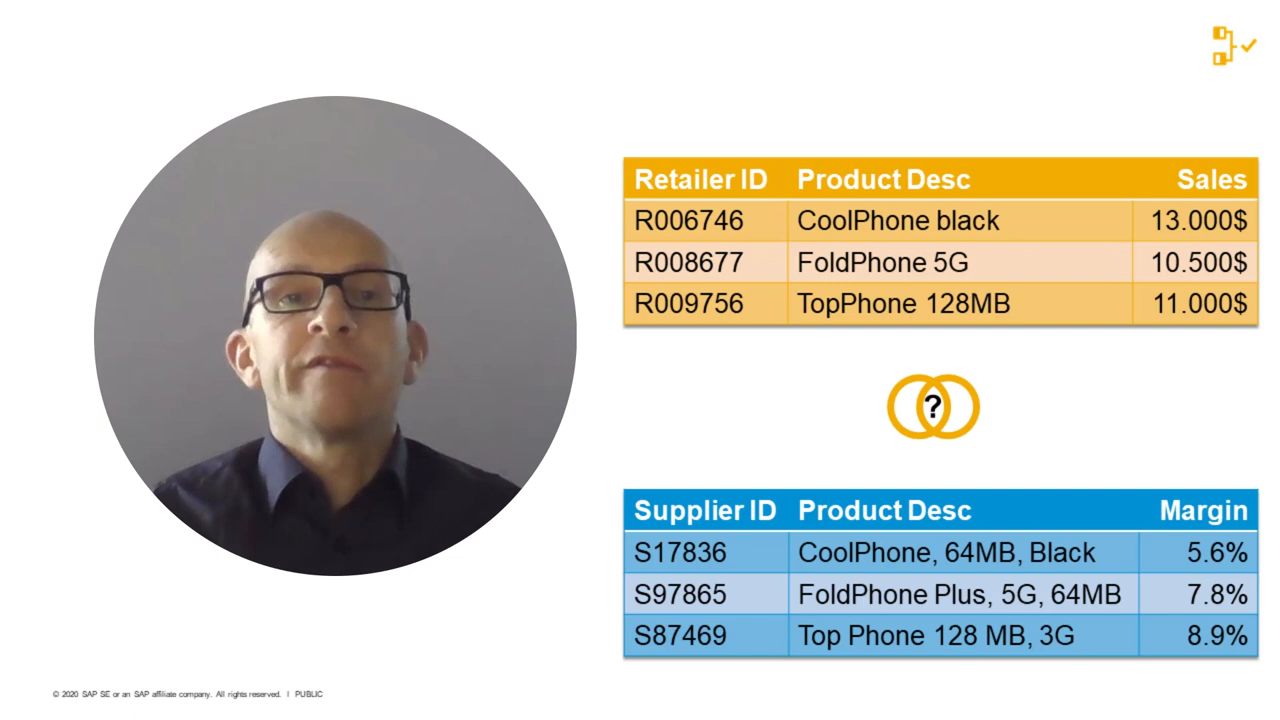 Retailer ID Product Desc Sales
R006746 CoolPhone black 13.000$
R008677 FoldPhone 5G 10.500$
R009756 TopPhone 128MB 11.000$
?
Supplier ID Product Desc Margin
S17836 CoolPhone, 64MB, Black 5.6%
S97865 FoldPhone Plus, 5G, 64MB 7.8%
S87469 Top Phone 128 MB, 3G 8.9%
© 2020 SAP SE or an SAP affiliate company. All rights reserved. I PUBLIC